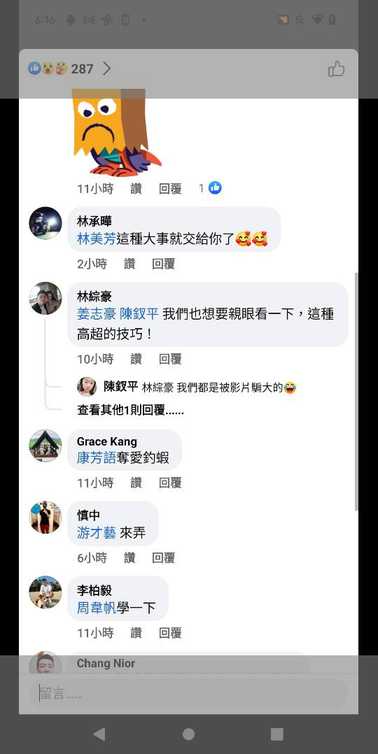 6:16
287
11小時 讚 回覆 1
林承曄
林美芳這種大事就交給你了🥰🥰
2小時 讚 回覆
林綜豪
姜志豪 陳釵平 我們也想要親眼看一下，這種
高超的技巧！
10小時 讚 回覆
陳釵平 林綜豪 我們都是被影片騙大的😂
查看其他1則回覆......
Grace Kang
康芳語奪愛釣蝦
11小時 讚 回覆
慎中
游才藝 來弄
6小時 讚 回覆
李柏毅
周韋帆學一下
11小時 讚 回覆
Chang Nior
留言.....